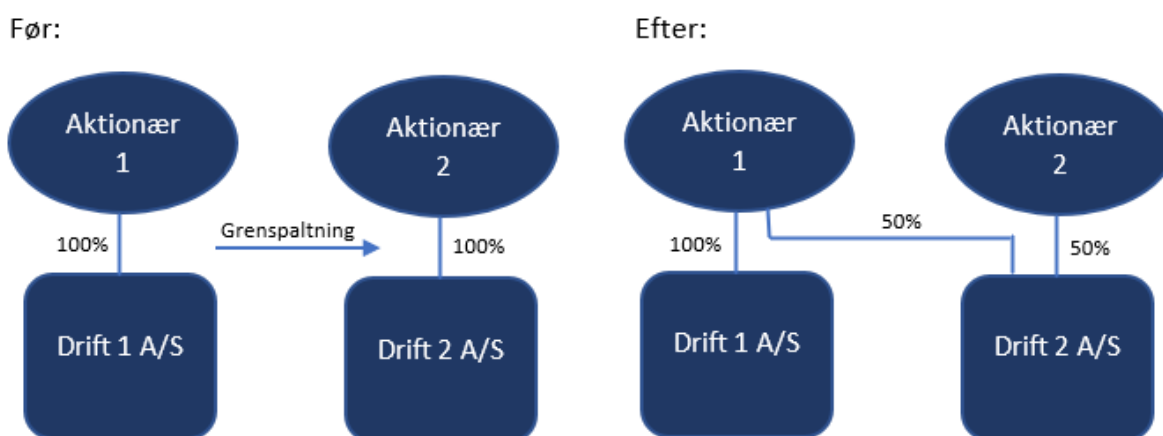 Før:
Efter:
Aktionær
1
Aktionær
2
Aktionær
1
Aktionær
2
100%
Grenspaltning
100%
100%
50%
50%
Drift 1 A/S
Drift 2 A/S
Drift 1 A/S
Drift 2 A/S